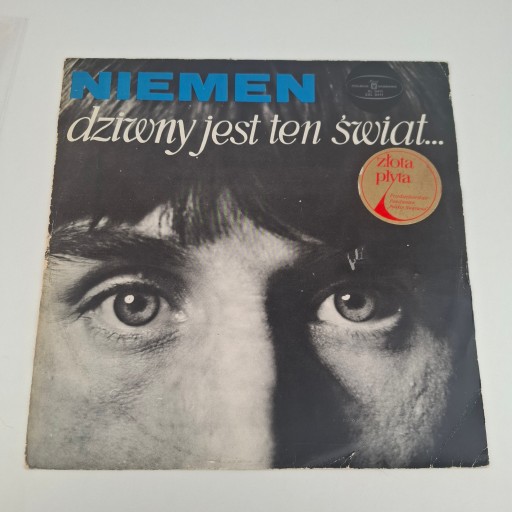 NIEMEN
dziwny jest ten świat...
złota
płyta